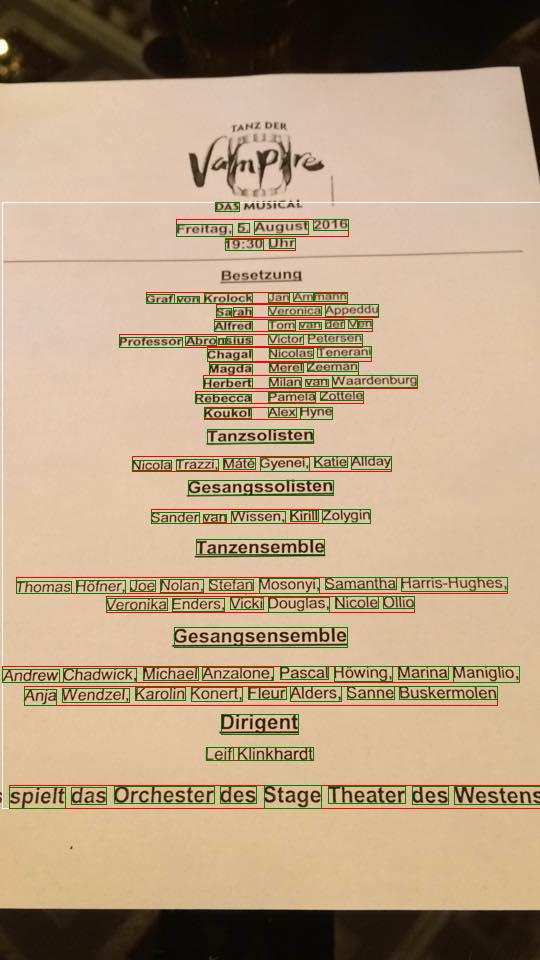 TANZ DER
Vampire
DAS MUSICAL
Freitag, 5. August 2016
19:30 Uhr
Besetzung
Graf von Krolock Jan Ammann
Sarah Veronica Appeddu
Alfred Tom van der Ven
Professor Abronsius Victor Petersen
Chagal Nicolas Tenerani
Magda Merel Zeeman
Herbert Milan van Waardenburg
Rebecca Pamela Zottele
Koukol Alex Hyne
Tanzsolisten
Nicola Trazzi, Máté Gyenei, Katie Allday
Gesangssolisten
Sander van Wissen, Kirill Zolygin
Tanzensemble
Thomas Höfner, Joe Nolan, Stefan Mosonyi, Samantha Harris-Hughes,
Veronika Enders, Vicki Douglas, Nicole Ollio
Gesangsensemble
Andrew Chadwick, Michael Anzalone, Pascal Höwing, Marina Maniglio,
Anja Wendzel, Karolin Konert, Fleur Alders, Sanne Buskermolen
Dirigent
Leif Klinkhardt
spielt das Orchester des Stage Theater des Westens